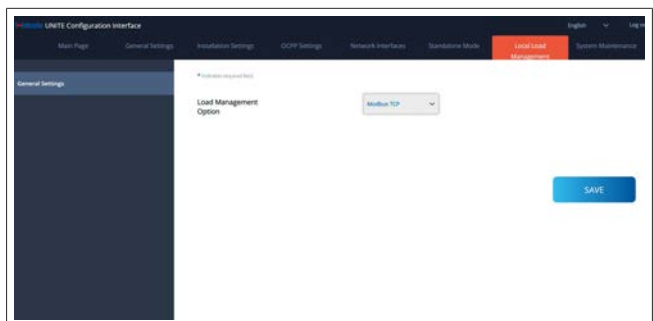 UNITE Configuration Interface
English
Log
Main Page General Settings Installation Settings OCPP Settings Network Interfaces Standalone Mode Local Load Management System Maintenance
General Settings
Load Management
Option
Modbus TCP
SAVE